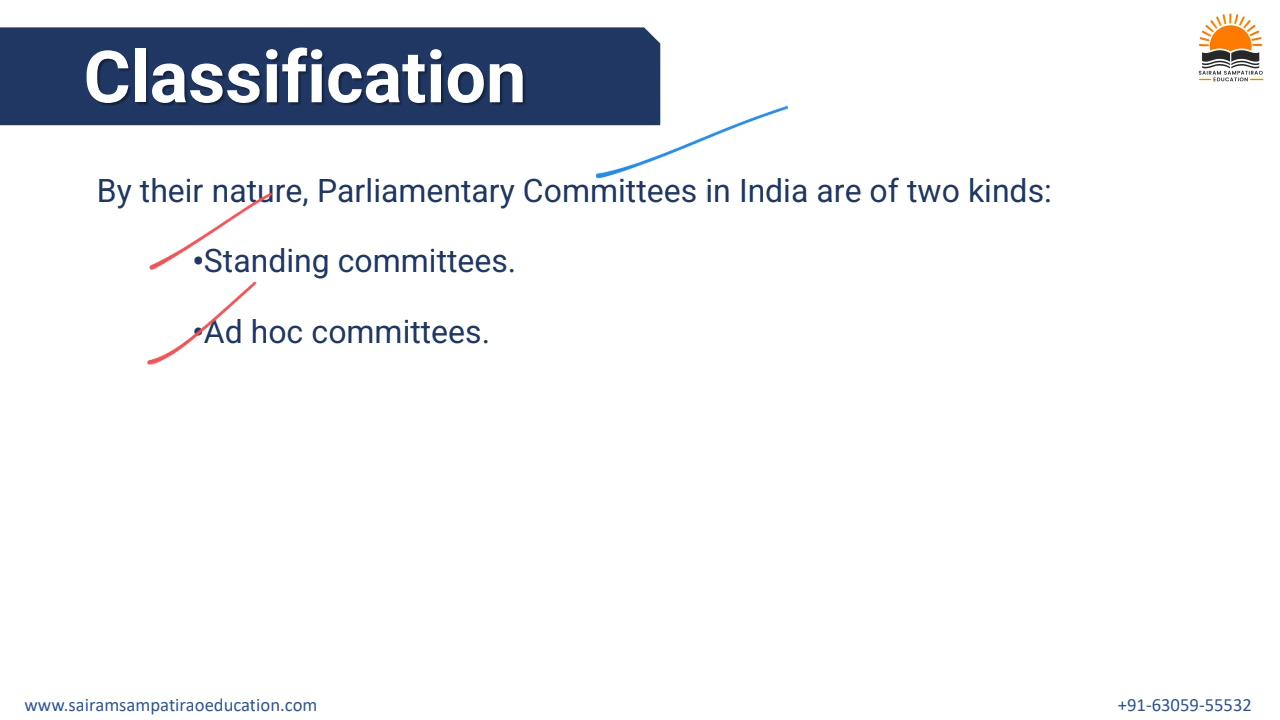 Classification
SAIRAM SAMPATIRAO
EDUCATION
By their nature, Parliamentary Committees in India are of two kinds:
•Standing committees.
•Ad hoc committees.
www.sairamsampatiraoeducation.com
+91-63059-55532